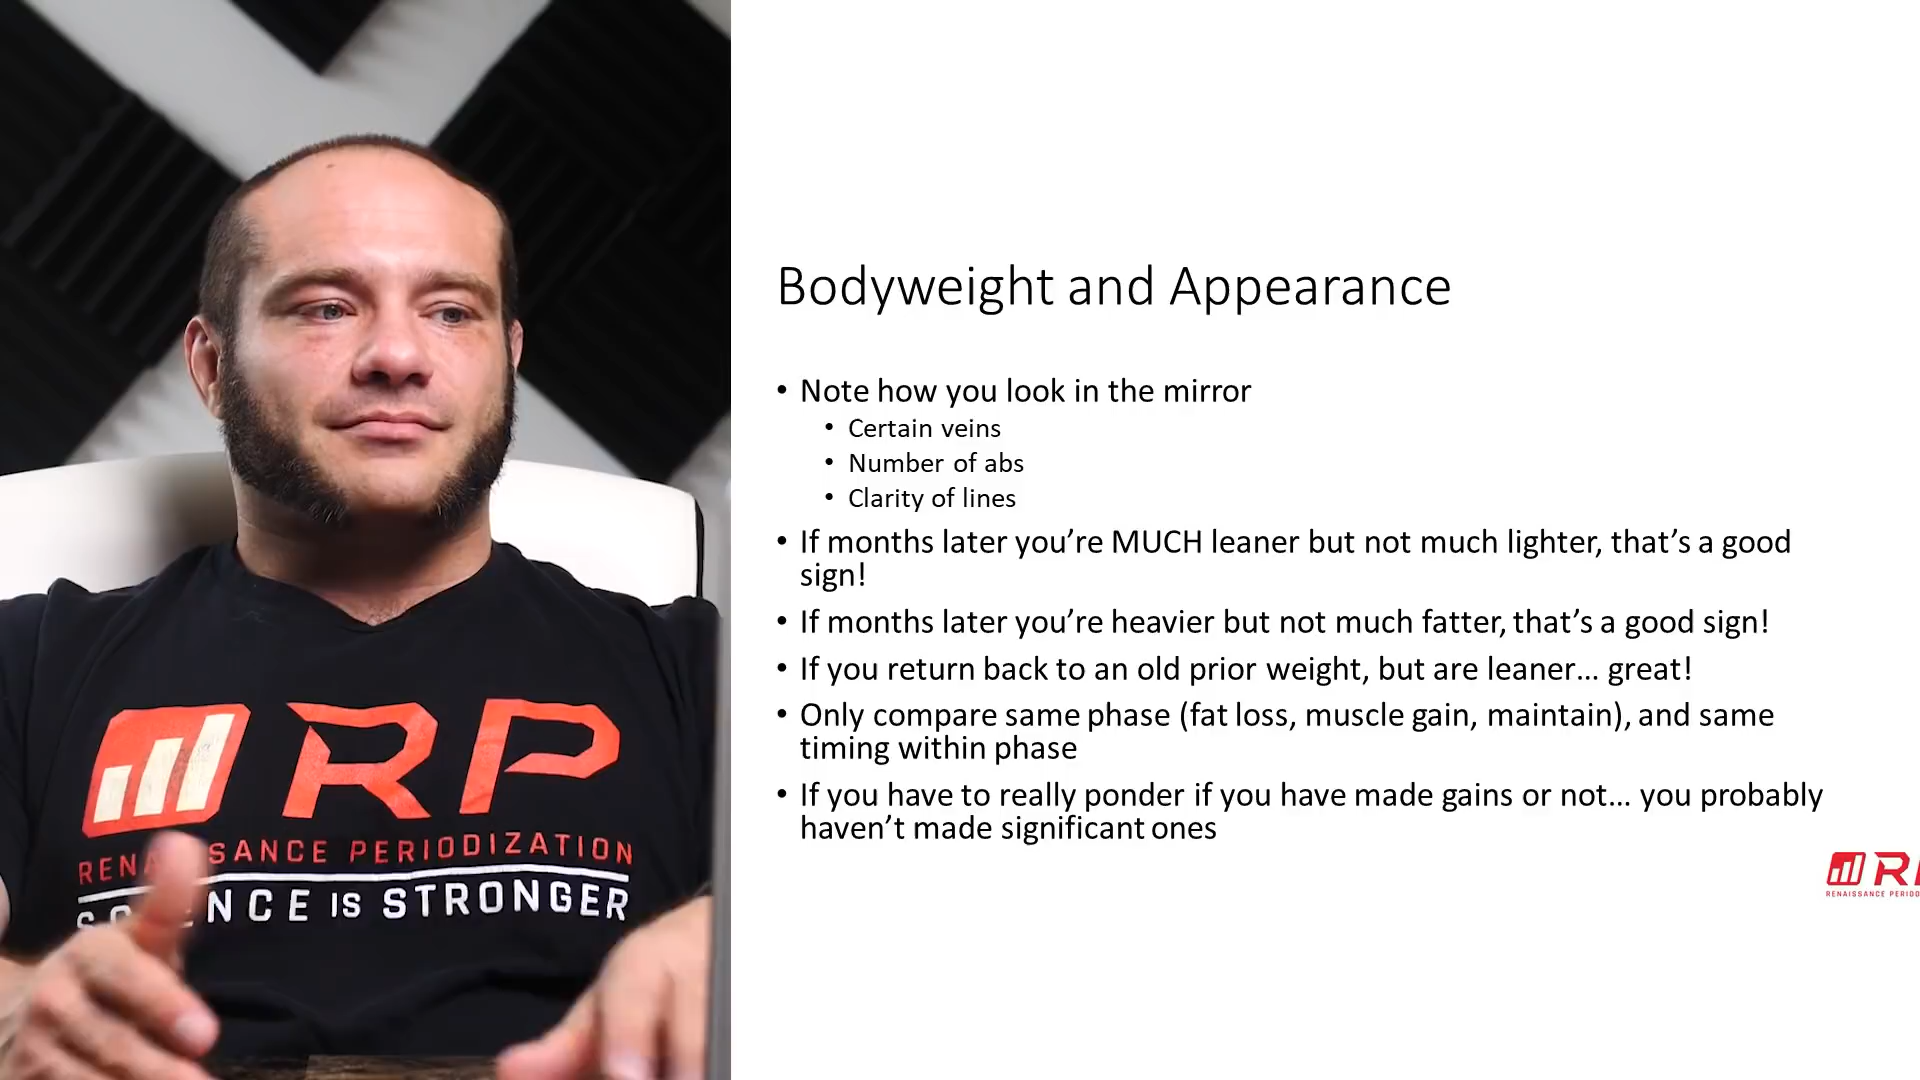 RP
RENAISSANCE PERIODIZATION
SCIENCE IS STRONGER
Bodyweight and Appearance
• Note how you look in the mirror
• Certain veins
• Number of abs
• Clarity of lines
• If months later you’re MUCH leaner but not much lighter, that’s a good
sign!
• If months later you’re heavier but not much fatter, that’s a good sign!
• If you return back to an old prior weight, but are leaner… great!
• Only compare same phase (fat loss, muscle gain, maintain), and same
timing within phase
• If you have to really ponder if you have made gains or not… you probably
haven’t made significant ones
R
RENAISSANCE PERIOD